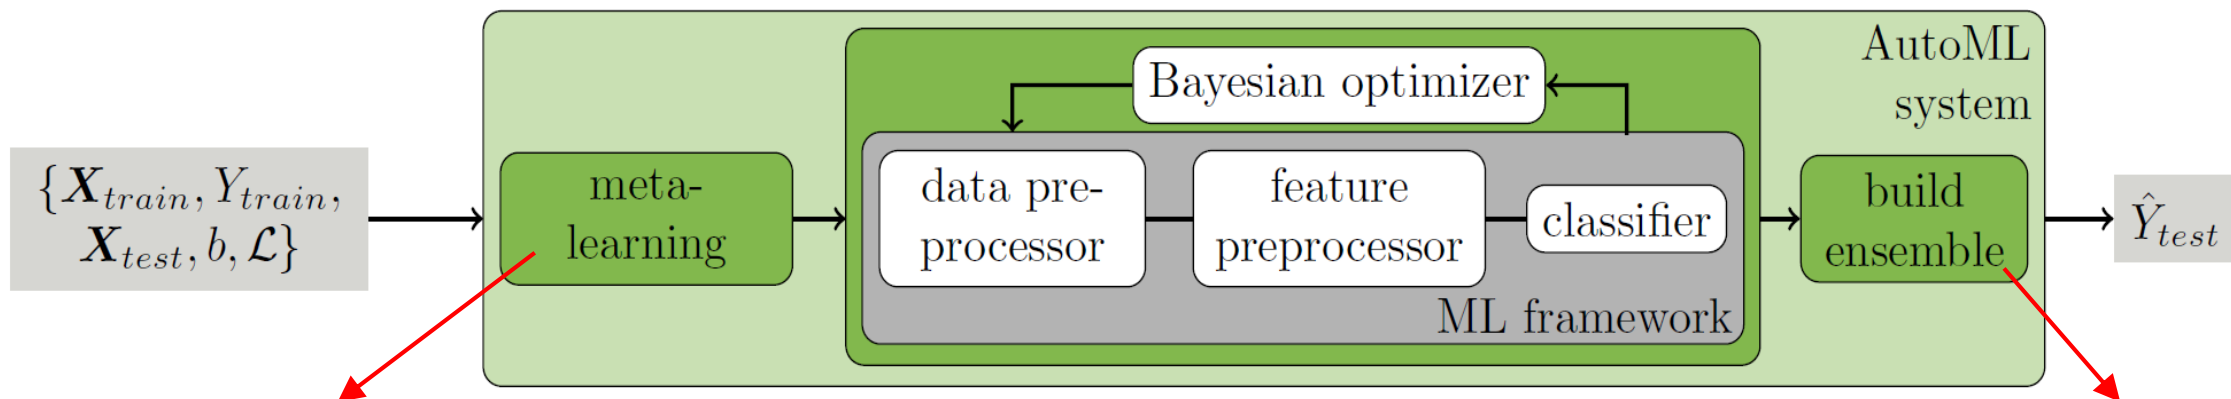 {X_train, Y_train,
X_test, b, ℒ}
meta-
learning
Bayesian optimizer
data pre-
processor
feature
preprocessor
classifier
ML framework
AutoML
system
build
ensemble
Ŷ_test